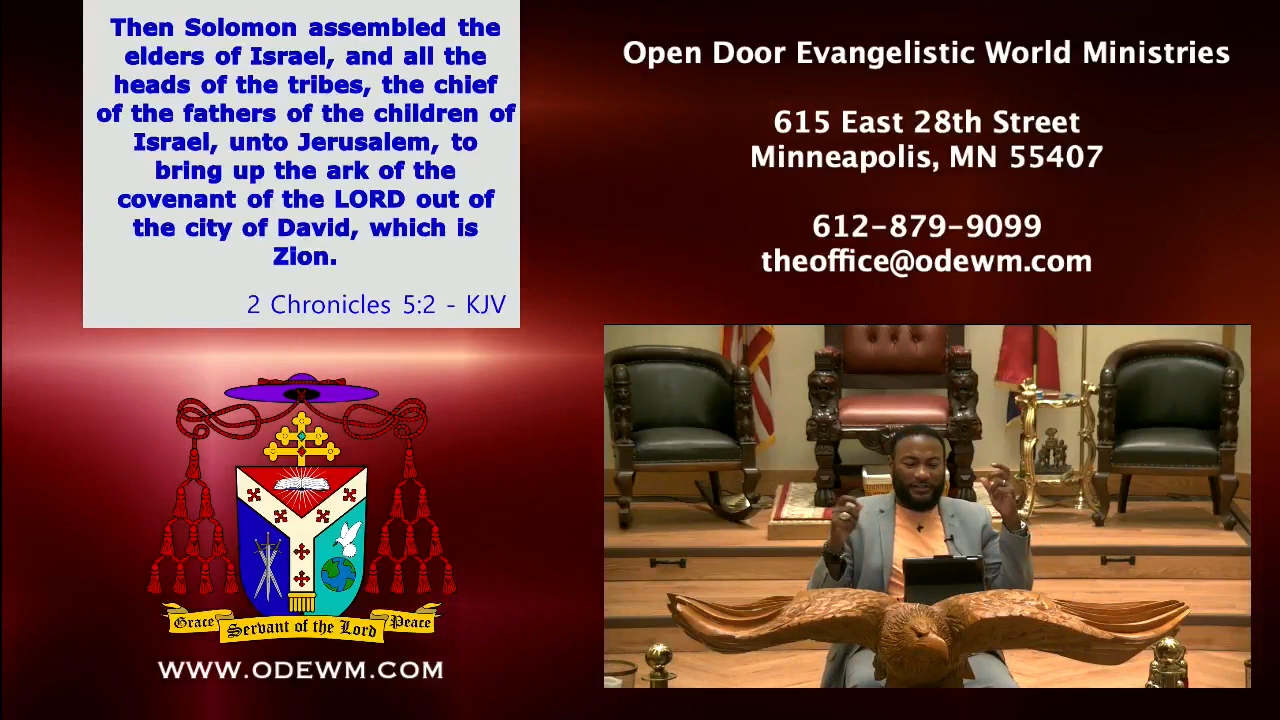 Then Solomon assembled the
elders of Israel, and all the
heads of the tribes, the chief
of the fathers of the children of
Israel, unto Jerusalem, to
bring up the ark of the
covenant of the LORD out of
the city of David, which is
Zion.
2 Chronicles 5:2 - KJV
Open Door Evangelistic World Ministries
615 East 28th Street
Minneapolis, MN 55407
612-879-9099
theoffice@odewm.com
Grace
Servant of the Lord
Peace
WWW.ODEWM.COM